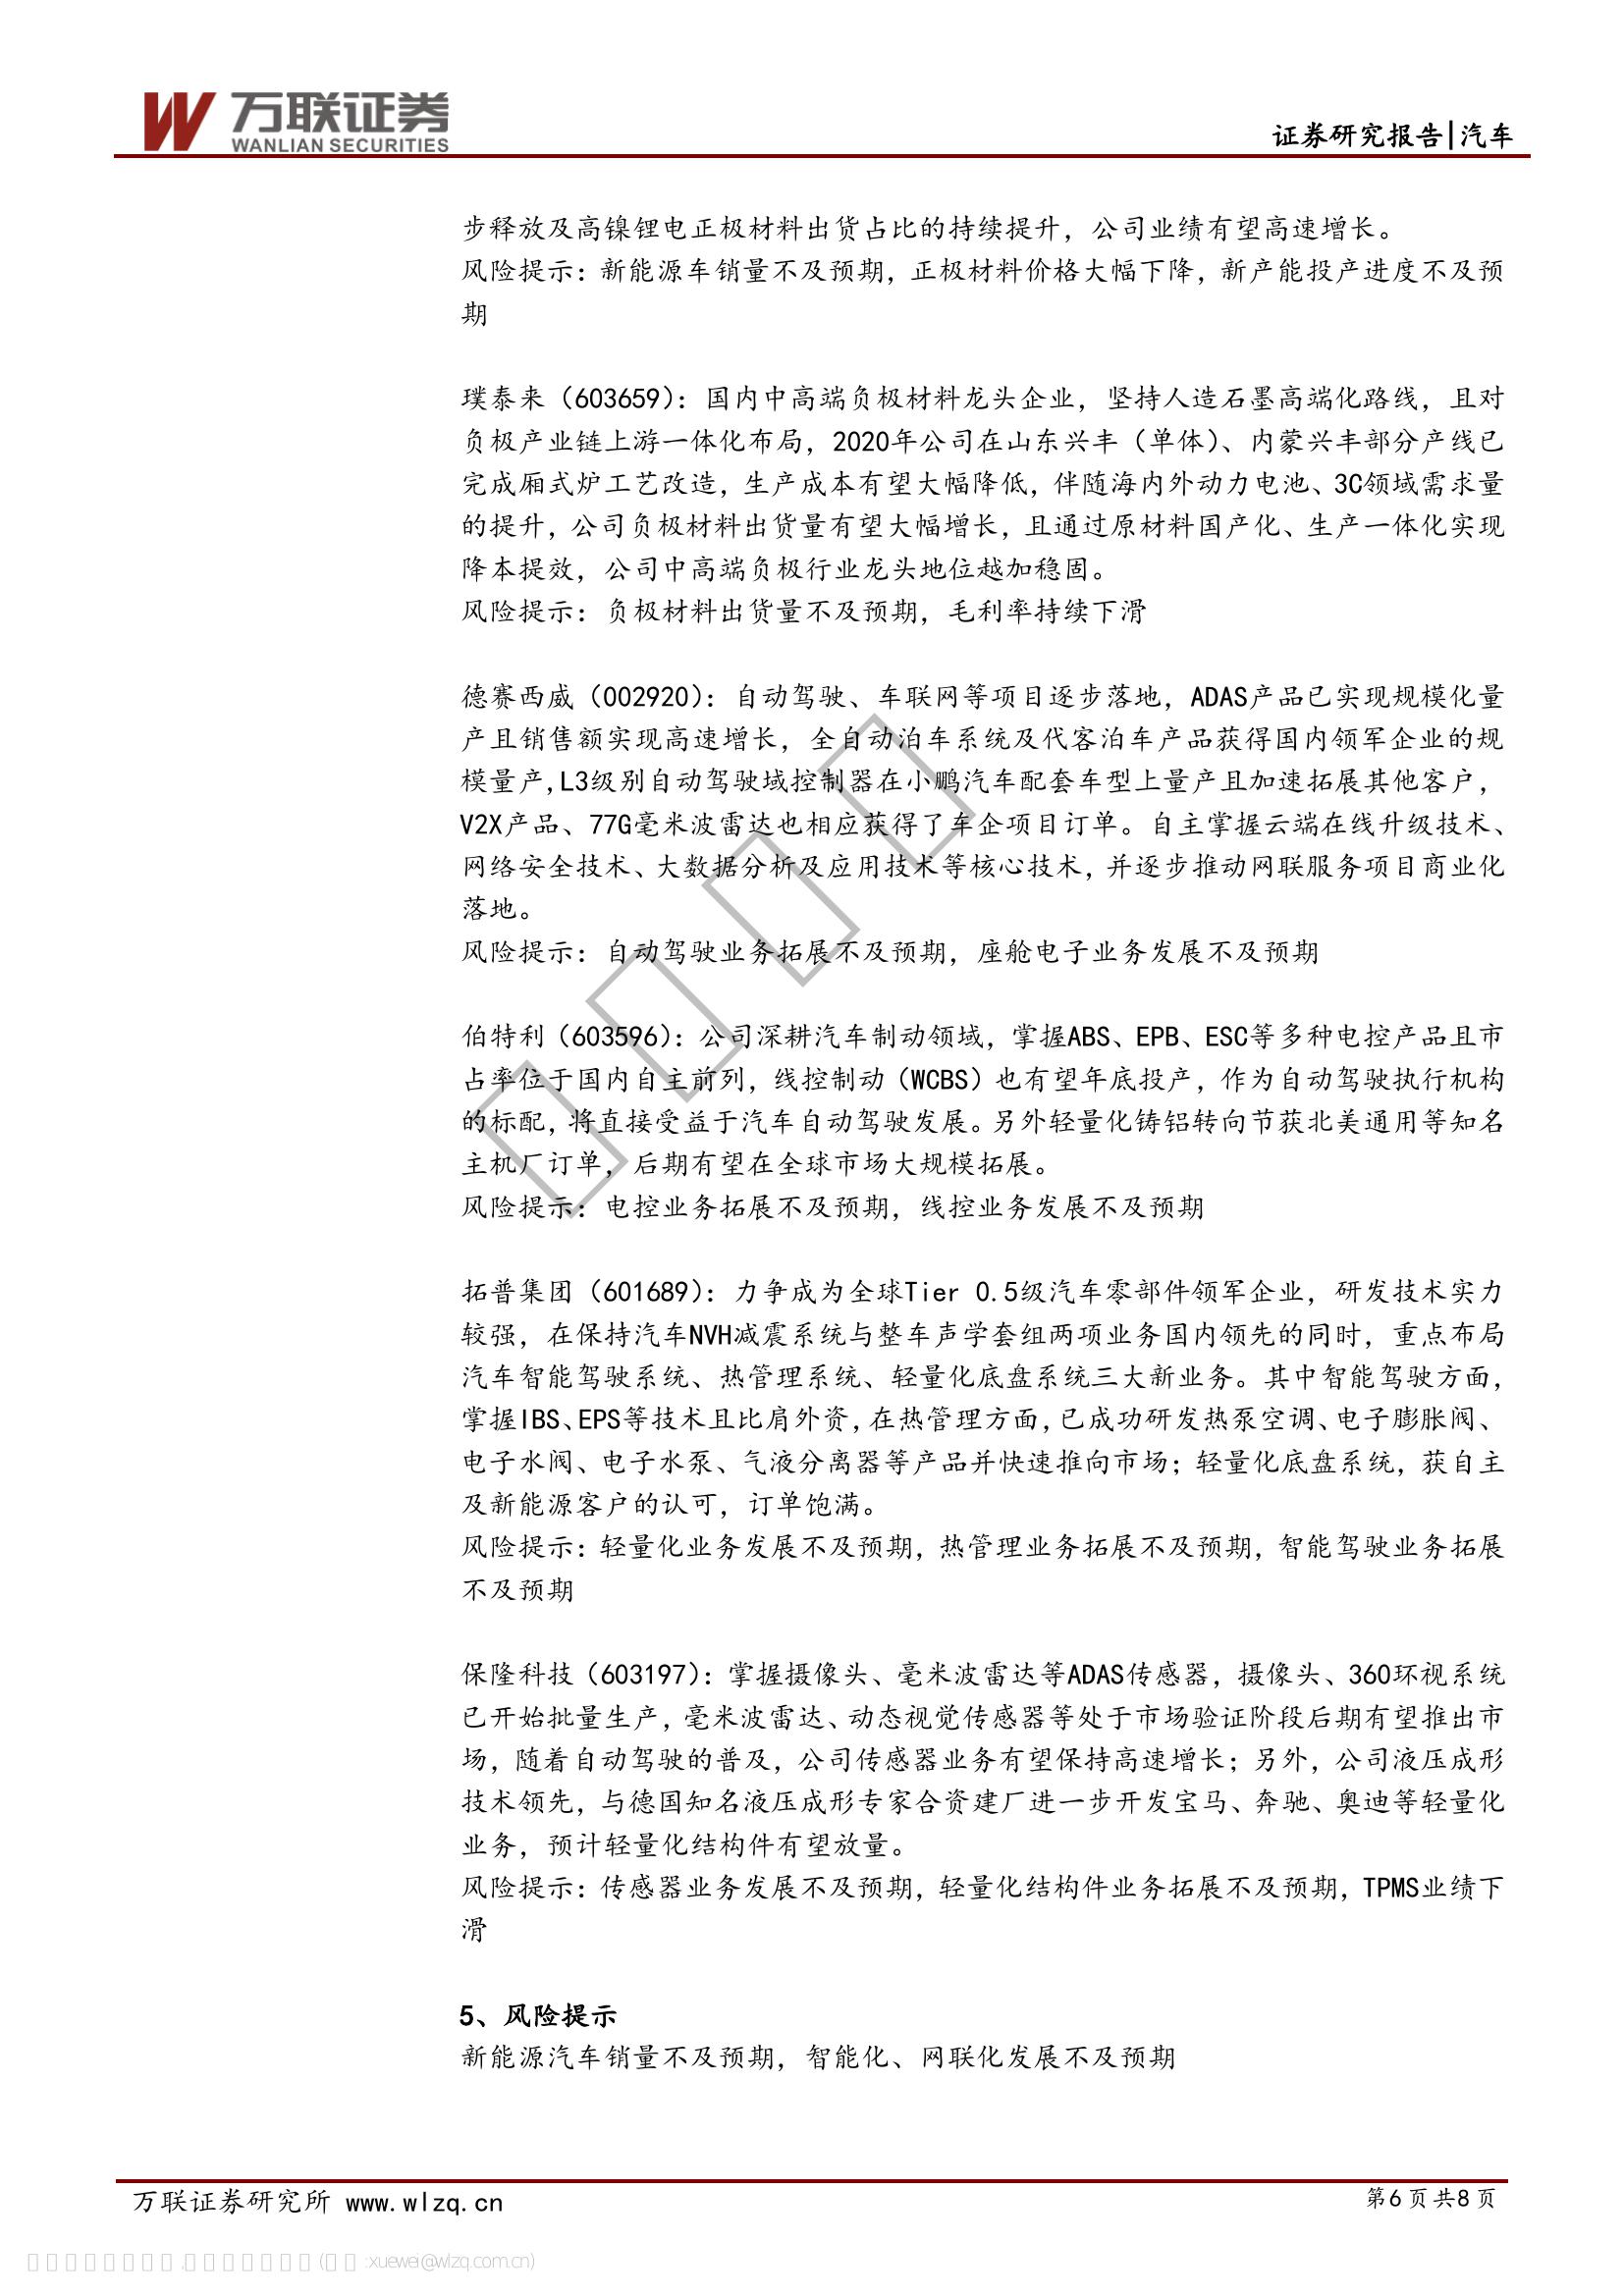 万联证券
WANLIAN SECURITIES
证券研究报告|汽车
步释放及高镍锂电正极材料出货占比的持续提升，公司业绩有望高速增长。
风险提示：新能源车销量不及预期，正极材料价格大幅下降，新产能投产进度不及预
期
璞泰来（603659）：国内中高端负极材料龙头企业，坚持人造石墨高端化路线，且对
负极产业链上游一体化布局，2020年公司在山东兴丰（单体）、内蒙兴丰部分产线已
完成厢式炉工艺改造，生产成本有望大幅降低，伴随海内外动力电池、3C领域需求量
的提升，公司负极材料出货量有望大幅增长，且通过原材料国产化、生产一体化实现
降本提效，公司中高端负极行业龙头地位越加稳固。
风险提示：负极材料出货量不及预期，毛利率持续下滑
德赛西威（002920）：自动驾驶、车联网等项目逐步落地，ADAS产品已实现规模化量
产且销售额实现高速增长，全自动泊车系统及代客泊车产品获得国内领军企业的规
模量产,L3级别自动驾驶域控制器在小鹏汽车配套车型上量产且加速拓展其他客户，
V2X产品、77G毫米波雷达也相应获得了车企项目订单。自主掌握云端在线升级技术、
网络安全技术、大数据分析及应用技术等核心技术，并逐步推动网联服务项目商业化
落地。
风险提示：自动驾驶业务拓展不及预期，座舱电子业务发展不及预期
伯特利（603596）：公司深耕汽车制动领域，掌握ABS、EPB、ESC等多种电控产品且市
占率位于国内自主前列，线控制动（WCBS）也有望年底投产，作为自动驾驶执行机构
的标配，将直接受益于汽车自动驾驶发展。另外轻量化铸铝转向节获北美通用等知名
主机厂订单，后期有望在全球市场大规模拓展。
风险提示：电控业务拓展不及预期，线控业务发展不及预期
拓普集团（601689）：力争成为全球Tier 0.5级汽车零部件领军企业，研发技术实力
较强，在保持汽车NVH减震系统与整车声学套组两项业务国内领先的同时，重点布局
汽车智能驾驶系统、热管理系统、轻量化底盘系统三大新业务。其中智能驾驶方面，
掌握IBS、EPS等技术且比肩外资，在热管理方面，已成功研发热泵空调、电子膨胀阀、
电子水阀、电子水泵、气液分离器等产品并快速推向市场；轻量化底盘系统，获自主
及新能源客户的认可，订单饱满。
风险提示：轻量化业务发展不及预期，热管理业务拓展不及预期，智能驾驶业务拓展
不及预期
保隆科技（603197）：掌握摄像头、毫米波雷达等ADAS传感器，摄像头、360环视系统
已开始批量生产，毫米波雷达、动态视觉传感器等处于市场验证阶段后期有望推出市
场，随着自动驾驶的普及，公司传感器业务有望保持高速增长；另外，公司液压成形
技术领先，与德国知名液压成形专家合资建厂进一步开发宝马、奔驰、奥迪等轻量化
业务，预计轻量化结构件有望放量。
风险提示：传感器业务发展不及预期，轻量化结构件业务拓展不及预期，TPMS业绩下
滑
5、风险提示
新能源汽车销量不及预期，智能化、网联化发展不及预期
万联证券研究所 www.wlzq.cn
第6页共8页
:xuewei@wlzq.com.cn)